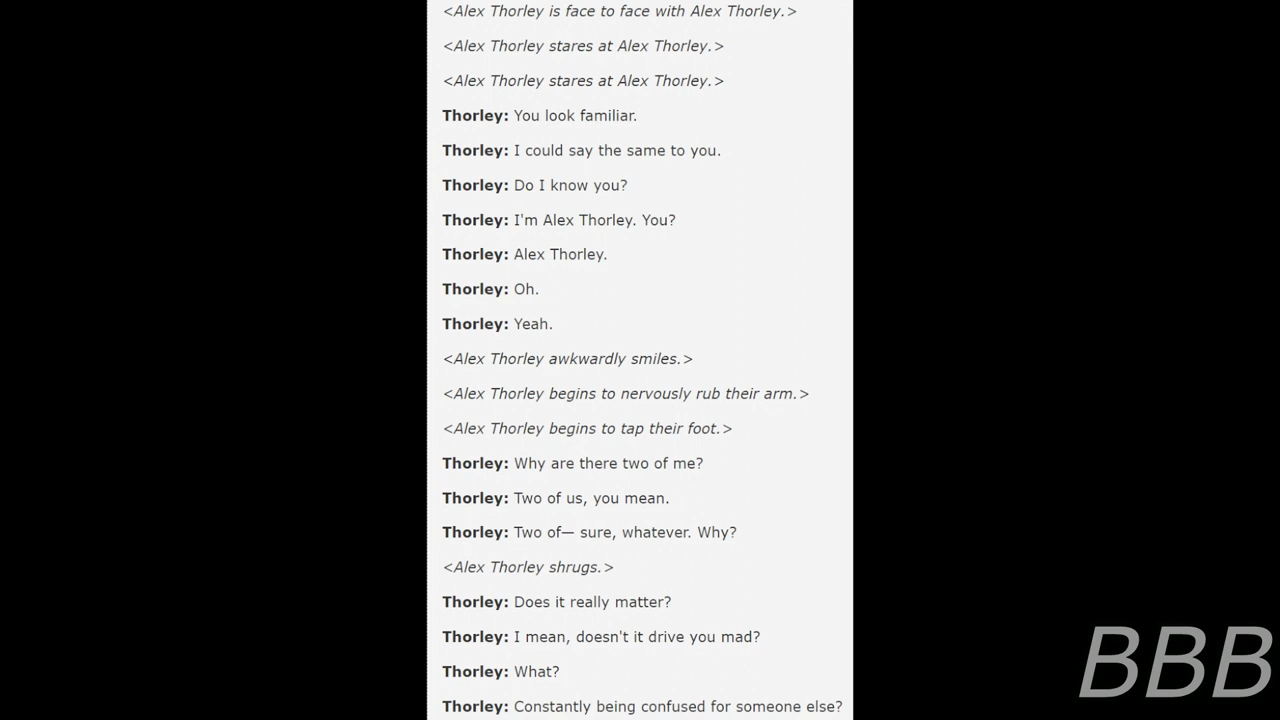 <Alex Thorley is face to face with Alex Thorley.>
<Alex Thorley stares at Alex Thorley.>
<Alex Thorley stares at Alex Thorley.>
Thorley: You look familiar.
Thorley: I could say the same to you.
Thorley: Do I know you?
Thorley: I'm Alex Thorley. You?
Thorley: Alex Thorley.
Thorley: Oh.
Thorley: Yeah.
<Alex Thorley awkwardly smiles.>
<Alex Thorley begins to nervously rub their arm.>
<Alex Thorley begins to tap their foot.>
Thorley: Why are there two of me?
Thorley: Two of us, you mean.
Thorley: Two of— sure, whatever. Why?
<Alex Thorley shrugs.>
Thorley: Does it really matter?
Thorley: I mean, doesn't it drive you mad?
Thorley: What?
Thorley: Constantly being confused for someone else?
BBB